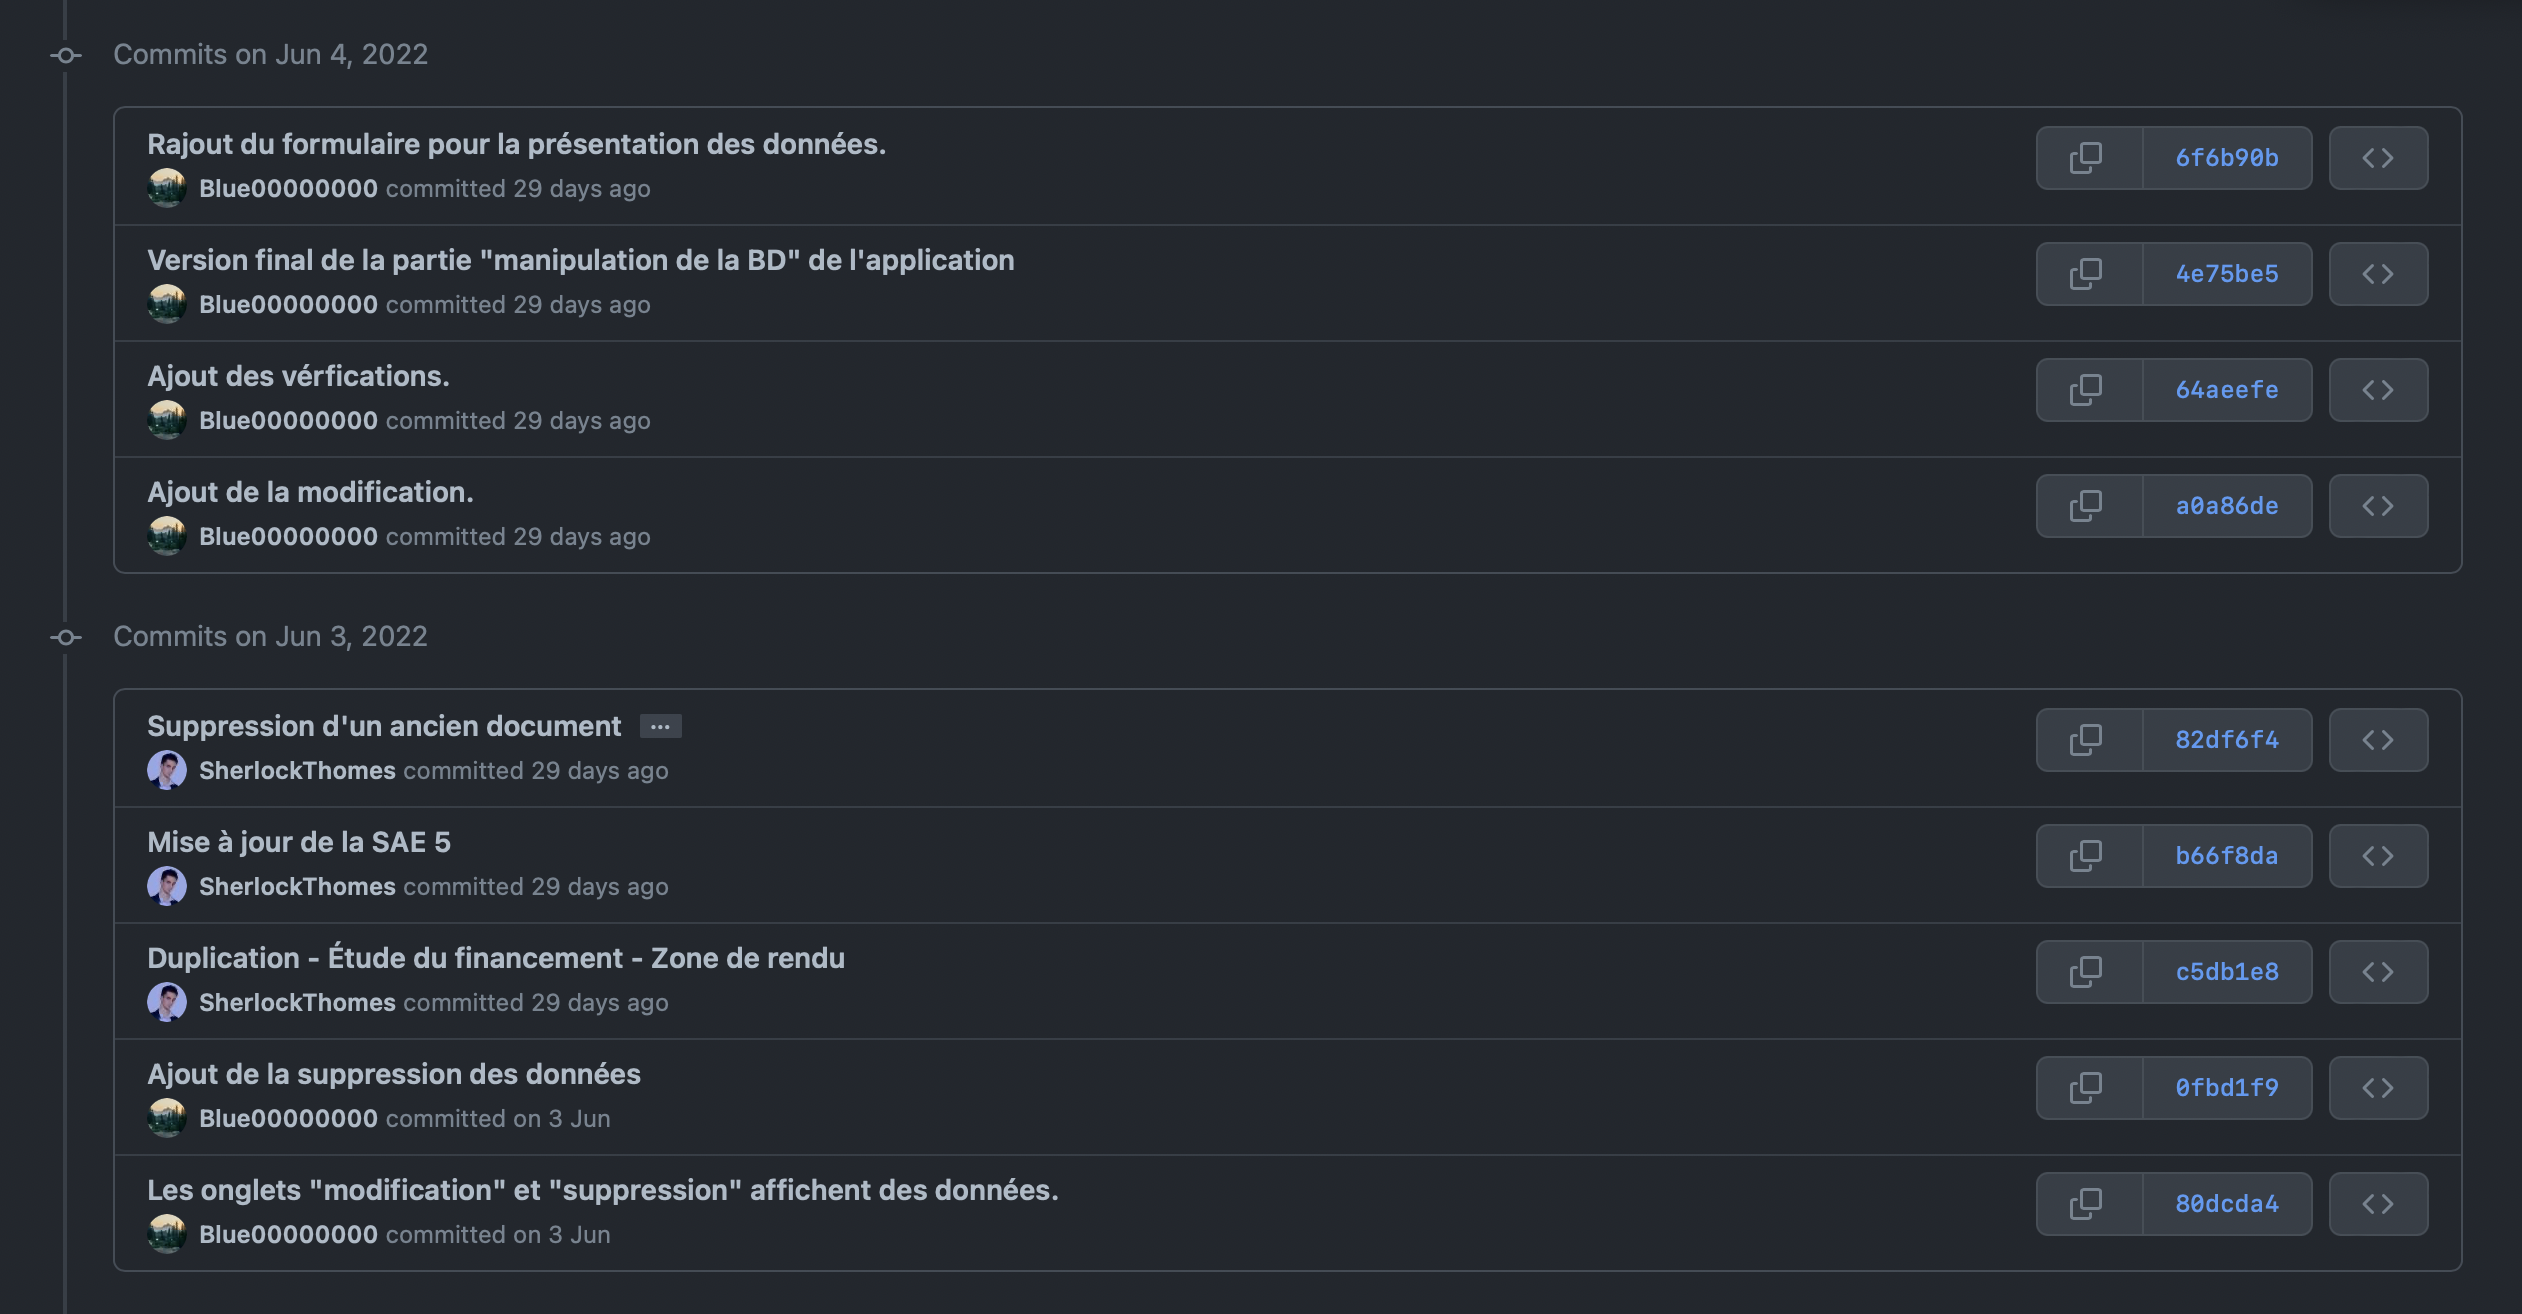 Commits on Jun 4, 2022
Rajout du formulaire pour la présentation des données.
6f6b90b
Blue00000000 committed 29 days ago
Version final de la partie "manipulation de la BD" de l'application
4e75be5
Blue00000000 committed 29 days ago
Ajout des vérfications.
64aeefe
Blue00000000 committed 29 days ago
Ajout de la modification.
a0a86de
Blue00000000 committed 29 days ago
Commits on Jun 3, 2022
Suppression d'un ancien document ...
82df6f4
SherlockThomes committed 29 days ago
Mise à jour de la SAE 5
b66f8da
SherlockThomes committed 29 days ago
Duplication - Étude du financement - Zone de rendu
c5db1e8
SherlockThomes committed 29 days ago
Ajout de la suppression des données
0fbd1f9
Blue00000000 committed on 3 Jun
Les onglets "modification" et "suppression" affichent des données.
80dcda4
Blue00000000 committed on 3 Jun